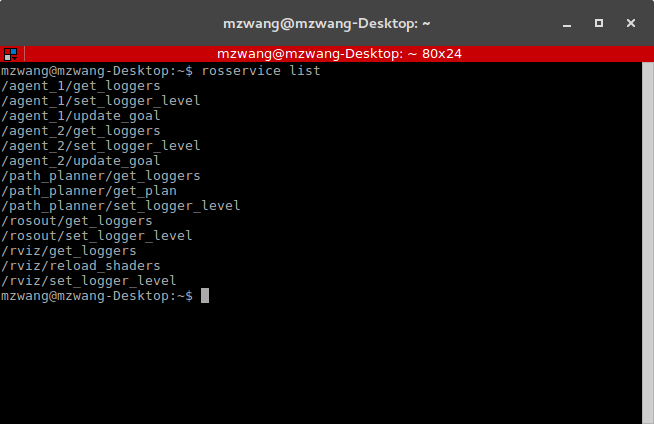 mzwang@mzwang-Desktop: ~
mzwang@mzwang-Desktop: ~ 80x24
mzwang@mzwang-Desktop:~$ rosservice list
/agent_1/get_loggers
/agent_1/set_logger_level
/agent_1/update_goal
/agent_2/get_loggers
/agent_2/set_logger_level
/agent_2/update_goal
/path_planner/get_loggers
/path_planner/get_plan
/path_planner/set_logger_level
/rosout/get_loggers
/rosout/set_logger_level
/rviz/get_loggers
/rviz/reload_shaders
/rviz/set_logger_level
mzwang@mzwang-Desktop:~$